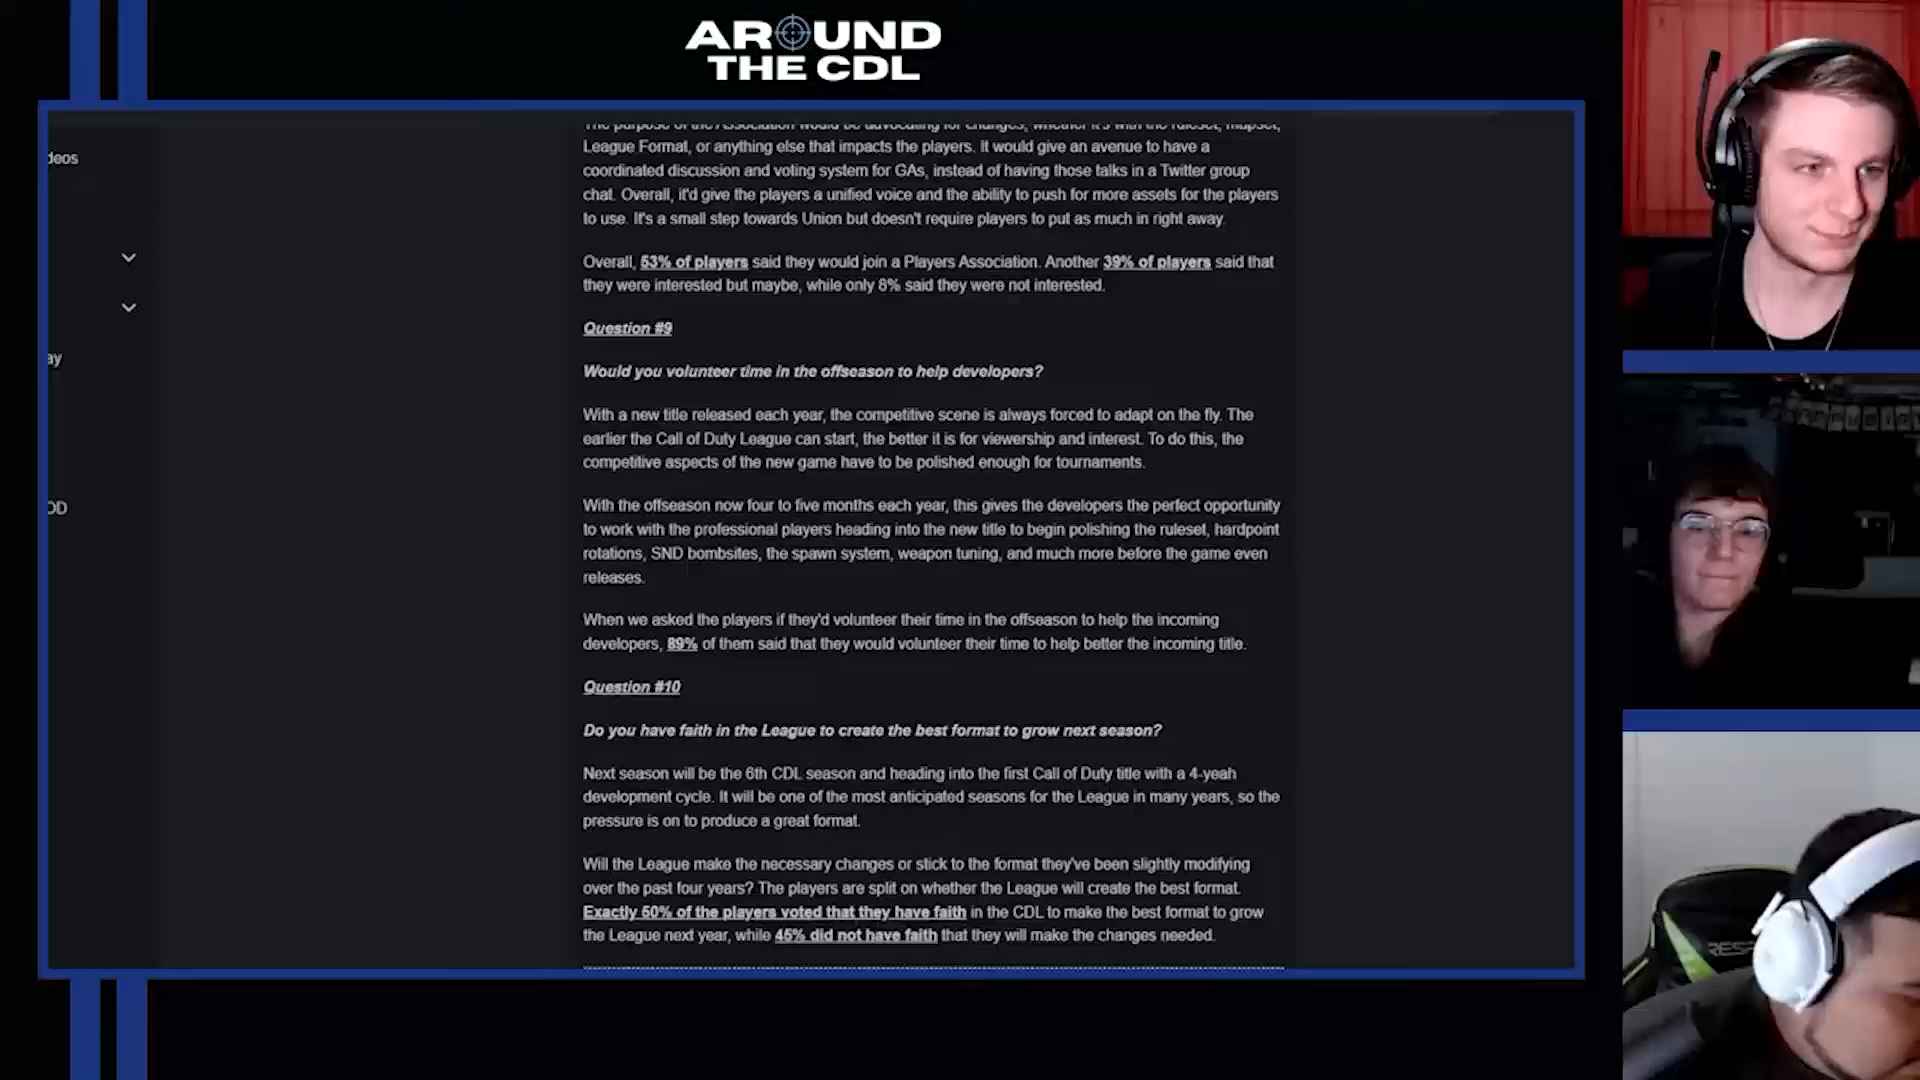 AROUND
THE CDL
The purpose of the Association would be advocating for changes, whether it's with the ruleset, mapset,
deos
League Format, or anything else that impacts the players. It would give an avenue to have a
coordinated discussion and voting system for GAs, instead of having those talks in a Twitter group
chat. Overall, it'd give the players a unified voice and the ability to push for more assets for the players
to use. It's a small step towards Union but doesn't require players to put as much in right away.
Overall, 53% of players said they would join a Players Association. Another 39% of players said that
they were interested but maybe, while only 8% said they were not interested.
Question #9
ay
Would you volunteer time in the offseason to help developers?
With a new title released each year, the competitive scene is always forced to adapt on the fly. The
earlier the Call of Duty League can start, the better it is for viewership and interest. To do this, the
competitive aspects of the new game have to be polished enough for tournaments.
OD
With the offseason now four to five months each year, this gives the developers the perfect opportunity
to work with the professional players heading into the new title to begin polishing the ruleset, hardpoint
rotations, SND bombsites, the spawn system, weapon tuning, and much more before the game even
releases.
When we asked the players if they'd volunteer their time in the offseason to help the incoming
developers, 89% of them said that they would volunteer their time to help better the incoming title.
Question #10
Do you have faith in the League to create the best format to grow next season?
Next season will be the 6th CDL season and heading into the first Call of Duty title with a 4-yeah
development cycle. It will be one of the most anticipated seasons for the League in many years, so the
pressure is on to produce a great format.
Will the League make the necessary changes or stick to the format they've been slightly modifying
over the past four years? The players are split on whether the League will create the best format.
Exactly 50% of the players voted that they have faith in the CDL to make the best format to grow
the League next year, while 45% did not have faith that they will make the changes needed.